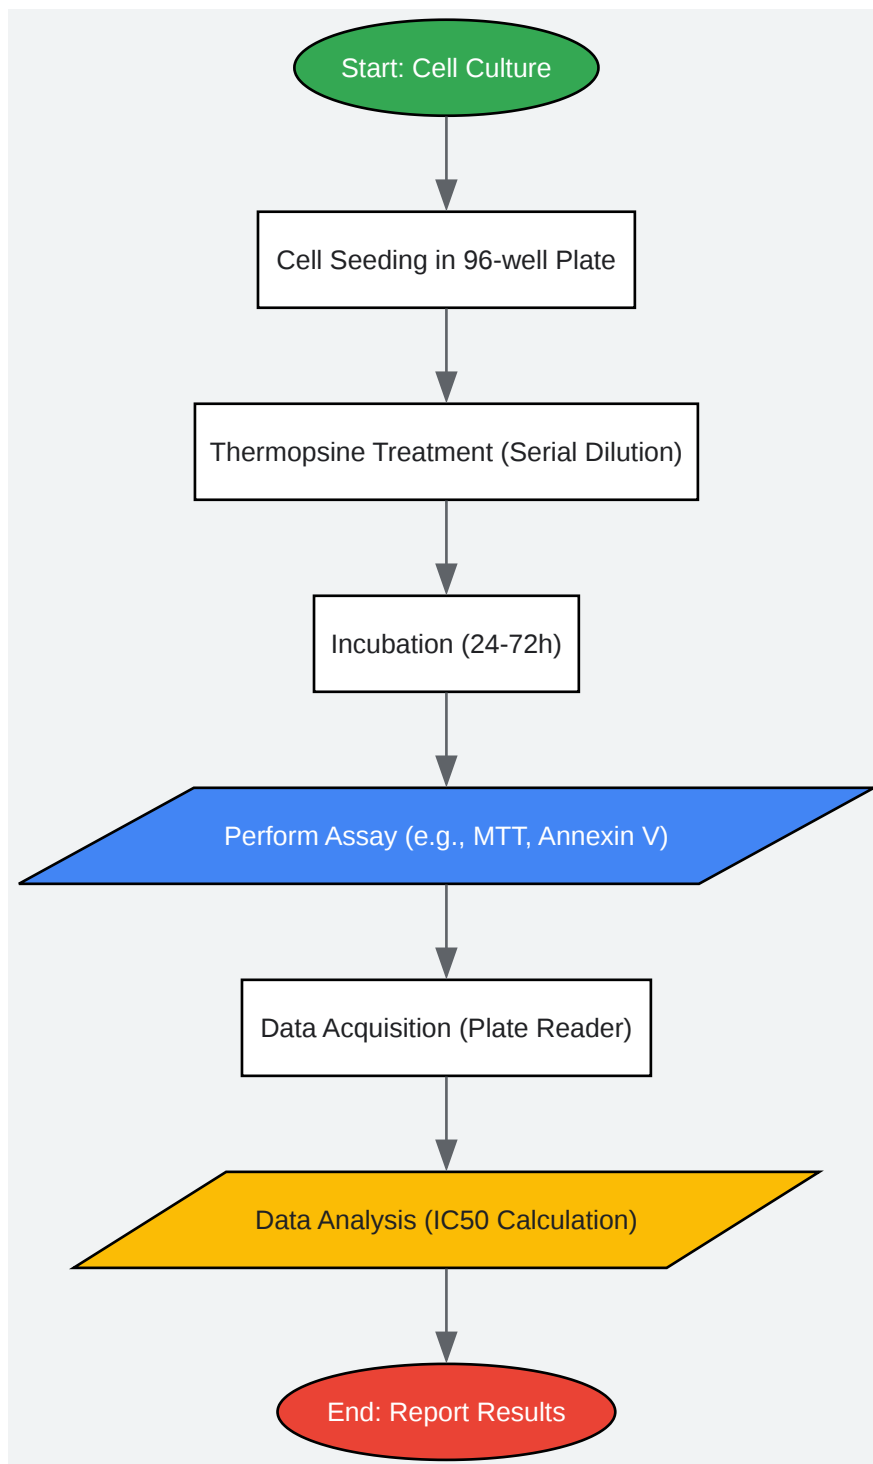 Start: Cell Culture
Cell Seeding in 96-well Plate
Thermopsine Treatment (Serial Dilution)
Incubation (24-72h)
Perform Assay (e.g., MTT, Annexin V)
Data Acquisition (Plate Reader)
Data Analysis (IC50 Calculation)
End: Report Results